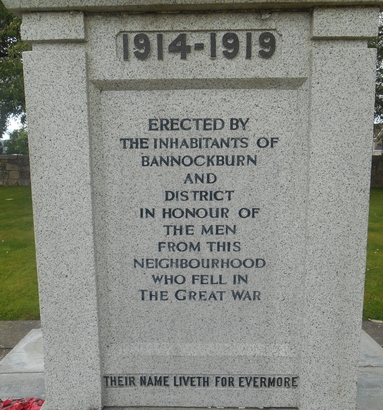 1914-1919
ERECTED BY
THE INHABITANTS OF
BANNOCKBURN
AND
DISTRICT
IN HONOUR OF
THE MEN
FROM THIS
NEIGHBOURHOOD
WHO FELL IN
THE GREAT WAR
THEIR NAME LIVETH FOR EVERMORE